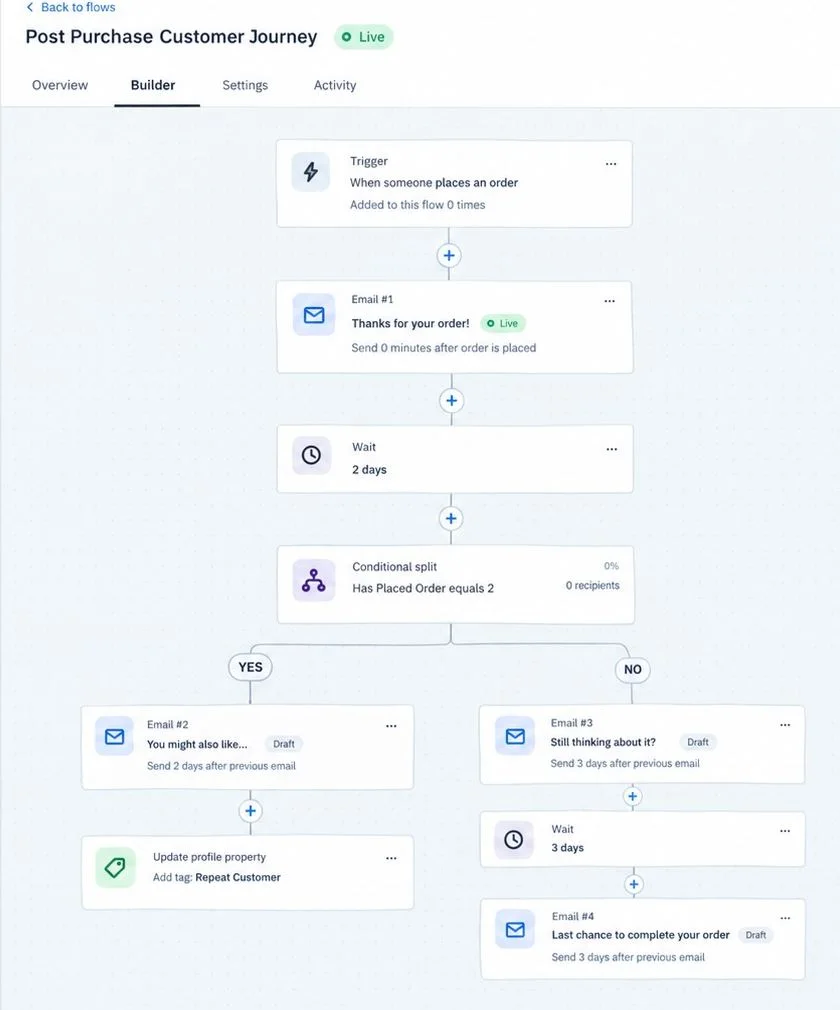 Back to flows
Post Purchase Customer Journey
Live
Overview
Builder
Settings
Activity
Trigger
...
When someone places an order
Added to this flow 0 times
+
Email #1
...
Thanks for your order!
Live
Send 0 minutes after order is placed
+
Wait
...
2 days
+
Conditional split
0%
Has Placed Order equals 2
0 recipients
YES
Email #2
...
You might also like...
Draft
Send 2 days after previous email
+
Update profile property
...
Add tag: Repeat Customer
NO
Email #3
...
Still thinking about it?
Draft
Send 3 days after previous email
+
Wait
...
3 days
+
Email #4
...
Last chance to complete your order
Draft
Send 3 days after previous email